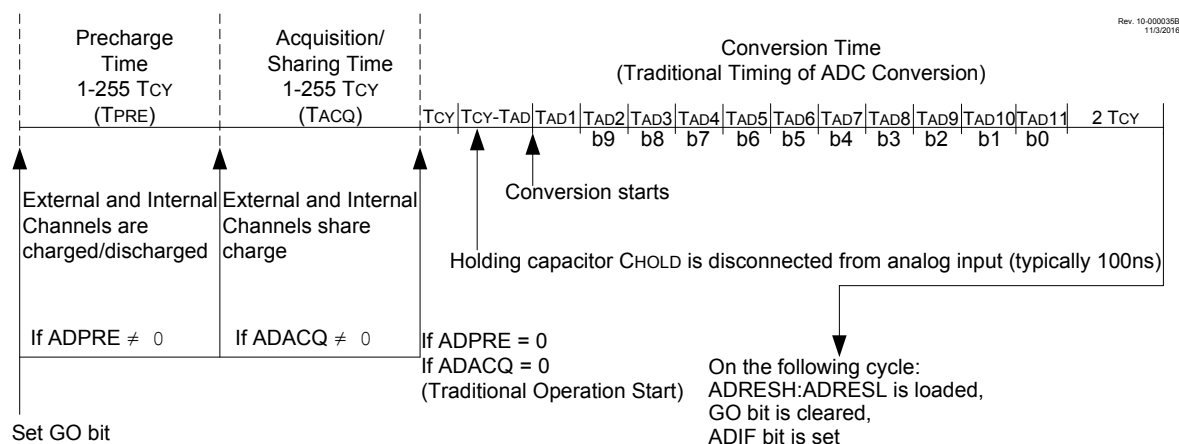 Rev. 10-000035B
11/3/2016
Precharge
Time
1-255 TCY
(TPRE)
Acquisition/
Sharing Time
1-255 TCY
(TACQ)
Conversion Time
(Traditional Timing of ADC Conversion)
TCY TCY-TAD TAD1 TAD2 TAD3 TAD4 TAD5 TAD6 TAD7 TAD8 TAD9 TAD10 TAD11 2 TCY
b9 b8 b7 b6 b5 b4 b3 b2 b1 b0
External and Internal
Channels are
charged/discharged
External and Internal
Channels share
charge
Conversion starts
Holding capacitor CHOLD is disconnected from analog input (typically 100ns)
If ADPRE ≠ 0
If ADACQ ≠ 0
If ADPRE = 0
If ADACQ = 0
(Traditional Operation Start)
On the following cycle:
ADRESH:ADRESL is loaded,
GO bit is cleared,
ADIF bit is set
Set GO bit